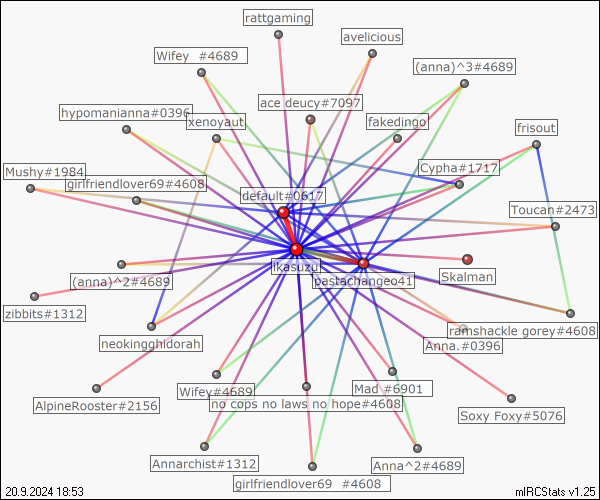 rattgaming
avelicious
Wifey  #4689
(anna)^3#4689
ace deucy#7097
hypomanianna#0396
xenoyaut
fakedingo
frisout
Mushy#1984
girlfriendlover69#4608
Cypha#1717
default#0617
Toucan#2473
ikasuzu
pastachangeo41
Skalman
(anna)^2#4689
zibbits#1312
neokingghidorah
ramshackle gorey#4608
Anna.#0396
Wifey#4689
Mad #6901
AlpineRooster#2156
no cops no laws no hope#4608
Soxy Foxy#5076
Annarchist#1312
Anna^2#4689
girlfriendlover69  #4608
20.9.2024 18:53
mIRCStats v1.25